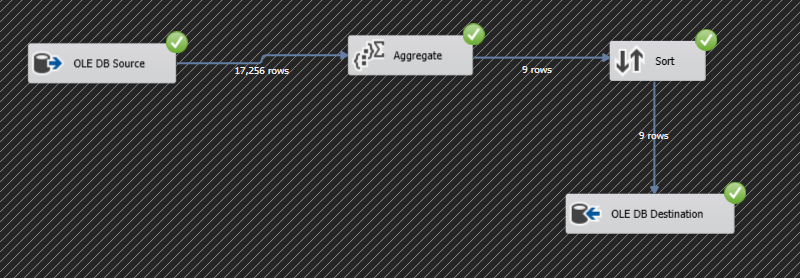 OLE DB Source
17,256 rows
Aggregate
9 rows
Sort
9 rows
OLE DB Destination